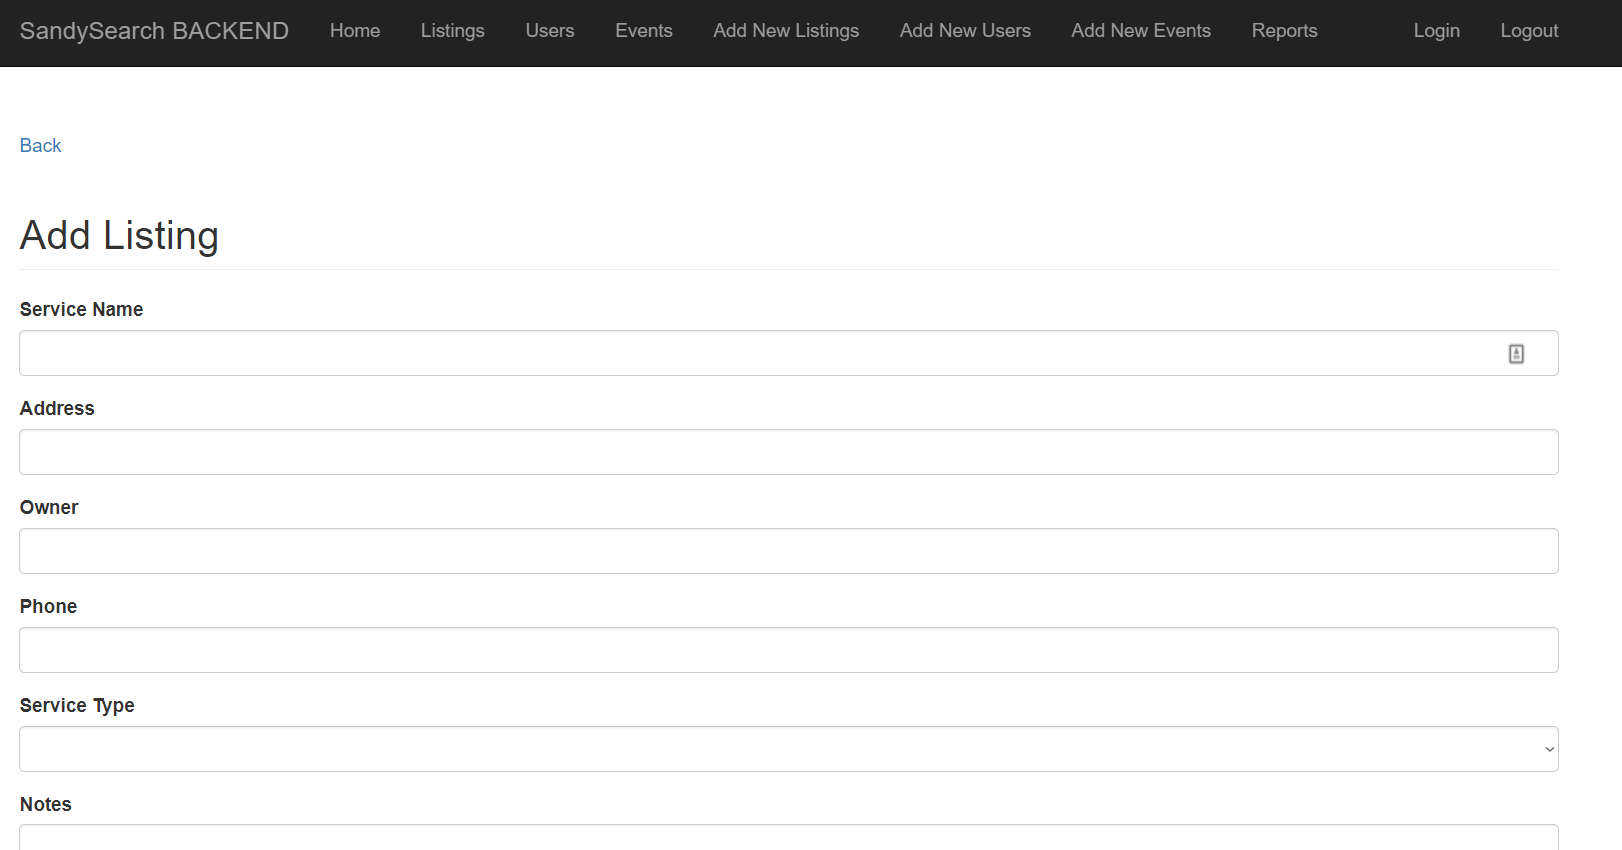 SandySearch BACKEND Home Listings Users Events Add New Listings Add New Users Add New Events Reports Login Logout
Back
Add Listing
Service Name
Address
Owner
Phone
Service Type
Notes